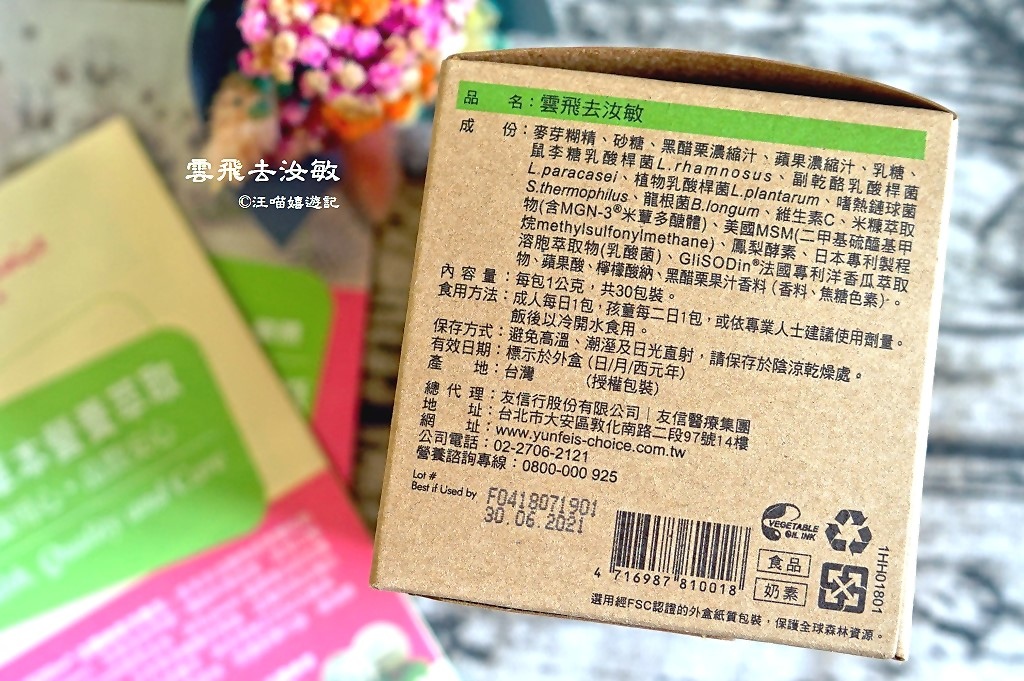 雲飛去汝敏
©汪喵嬉遊記
品　名：雲飛去汝敏
成　份：麥芽糊精、砂糖、黑醋栗濃縮汁、蘋果濃縮汁、乳糖、
鼠李糖乳酸桿菌L.rhamnosus、副乾酪乳酸桿菌
L.paracasei、植物乳酸桿菌L.plantarum、嗜熱鏈球菌
S.thermophilus、龍根菌B.longum、維生素C、米糠萃取
物(含MGN-3®米蕈多醣體)、美國MSM(二甲基硫醯基甲
烷methylsulfonylmethane)、鳳梨酵素、日本專利製程
溶胞萃取物(乳酸菌)、GliSODin®法國專利洋香瓜萃取
物、蘋果酸、檸檬酸鈉、黑醋栗果汁香料（香料、焦糖色素）。
內容量：每包1公克，共30包裝。
食用方法：成人每日1包，孩童每二日1包，或依專業人士建議使用劑量。
飯後以冷開水食用。
保存方式：避免高溫、潮溼及日光直射，請保存於陰涼乾燥處。
有效日期：標示於外盒(日/月/西元年)
產　地：台灣　　(授權包裝)
總代理：友信行股份有限公司｜友信醫療集團
地　址：台北市大安區敦化南路二段97號14樓
網　址：www.yunfeis-choice.com.tw
公司電話：02-2706-2121
營養諮詢專線：0800-000 925
Lot #
Best if Used by
F0418071901
30.06.2021
4 716987 810018
VEGETABLE
OIL INK
食品
奶素
1HH01801
選用經FSC認證的外盒紙質包裝，保護全球森林資源。